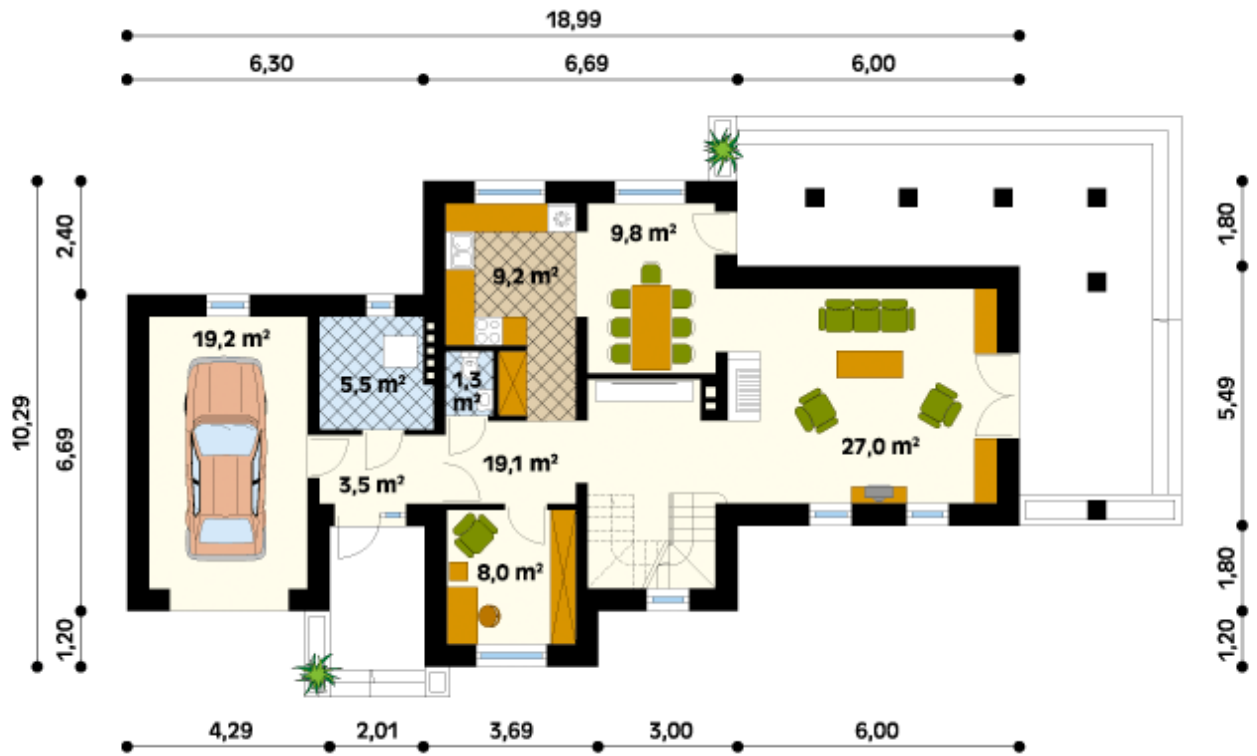 18,99
6,30 6,69 6,00
2,40
1,80
9,8 m²
9,2 m²
19,2 m²
5,5 m²
1,3
m²
10,29
6,69
5,49
27,0 m²
19,1 m²
3,5 m²
8,0 m²
1,80
1,20
1,20
4,29 2,01 3,69 3,00 6,00